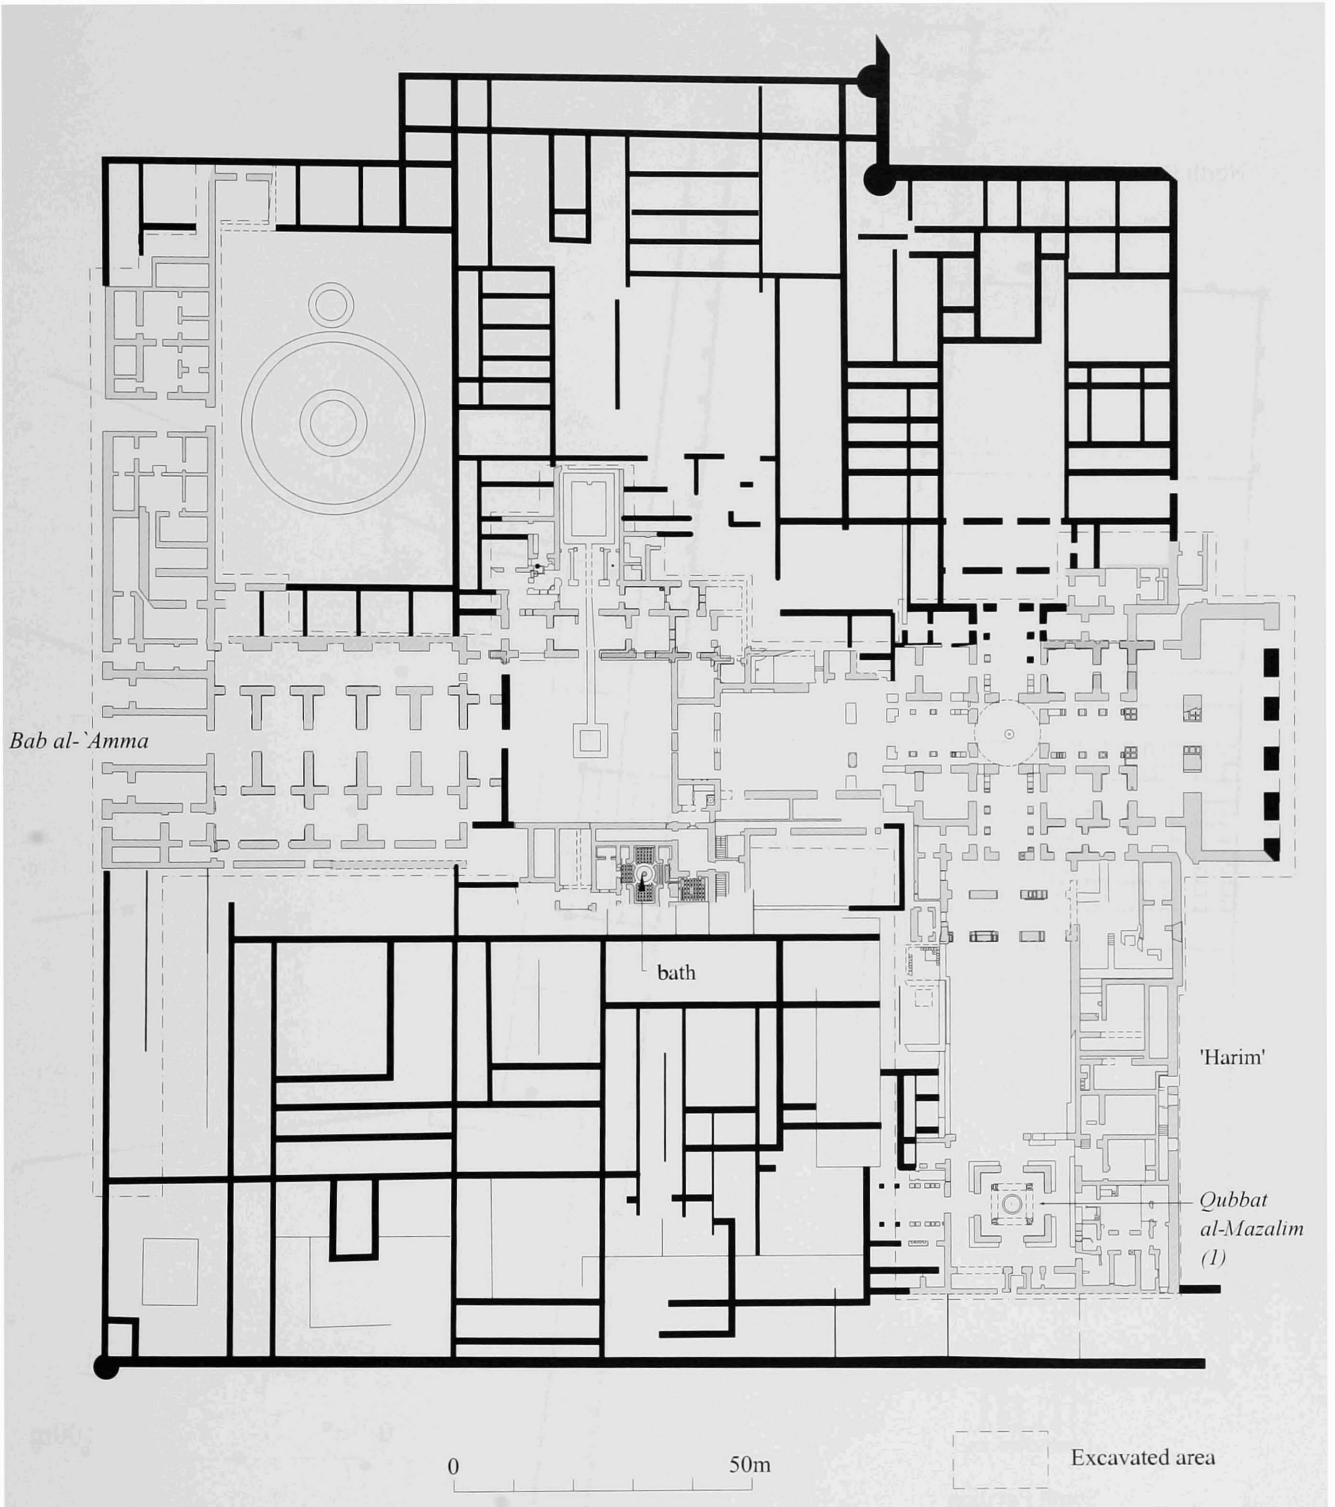 Bab al-`Amma
bath
'Harim'
Qubbat
al-Mazalim
(1)
0
50m
Excavated area